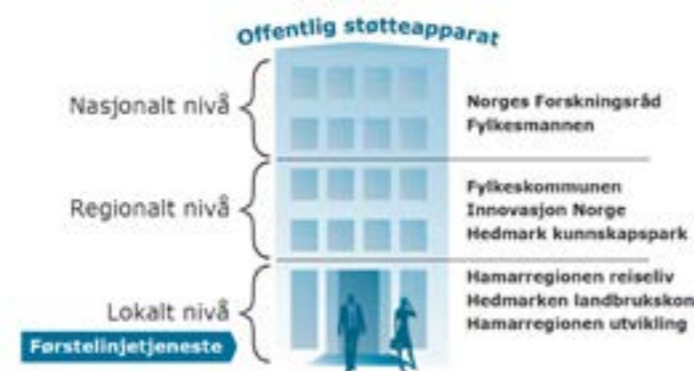 Offentlig støtteapparat
Nasjonalt nivå
Norges Forskningsråd
Fylkesmannen
Regionalt nivå
Fylkeskommunen
Innovasjon Norge
Hedmark kunnskapspark
Lokalt nivå
Hamarregionen reiseliv
Hedmarken landbrukskon
Hamarregionen utvikling
Førstelinjetjeneste